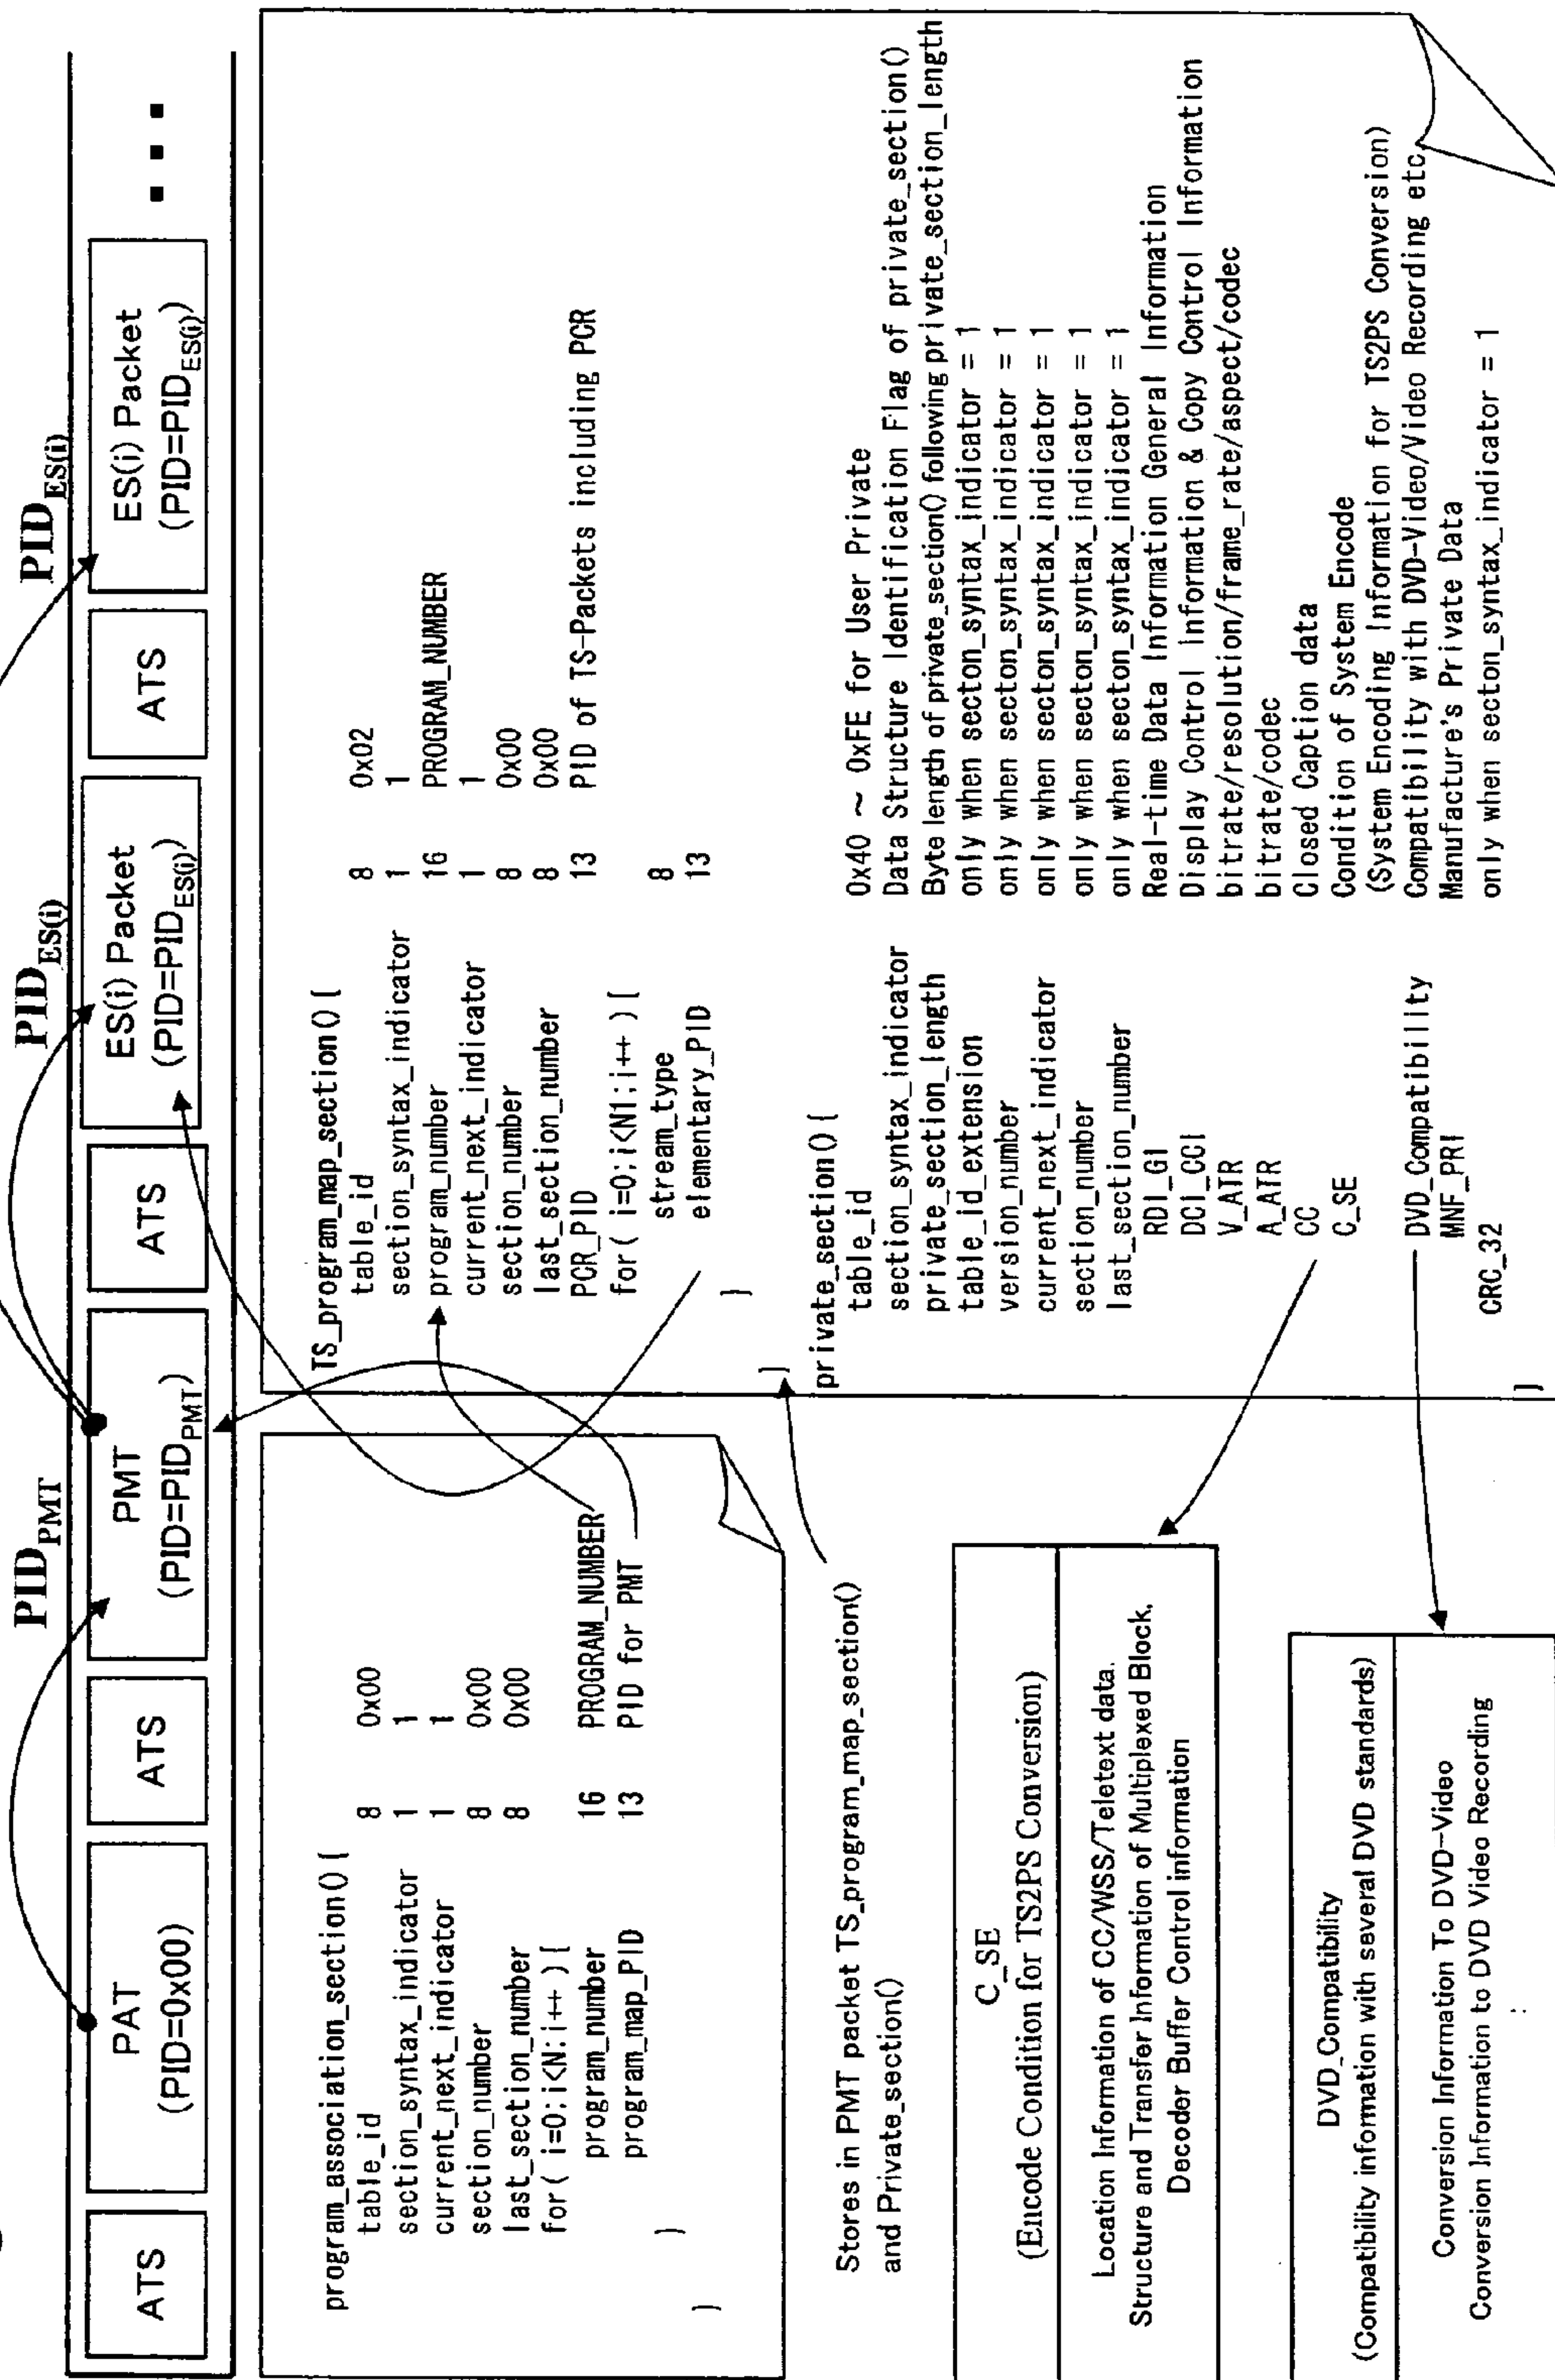 PID_PMT
PID_ES(i)
PID_ES(i)
ATS
PAT
(PID=0x00)
ATS
PMT
(PID=PID_PMT)
ATS
ES(i) Packet
(PID=PID_ES(i))
ATS
ES(i) Packet
(PID=PID_ES(i))
program_association_section() {
table_id 8 0x00
section_syntax_indicator 1 1
current_next_indicator 1 1
section_number 8 0x00
last_section_number 8 0x00
for( i=0;i<N;i++ ) {
program_number 16 PROGRAM_NUMBER
program_map_PID 13 PID for PMT
}
}
Stores in PMT packet TS_program_map_section()
and Private_section()
C_SE
(Encode Condition for TS2PS Conversion)
Location Information of CC/WSS/Teletext data.
Structure and Transfer Information of Multiplexed Block,
Decoder Buffer Control information
DVD_Compatibility
(Compatibility information with several DVD standards)
Conversion Information To DVD-Video
Conversion Information to DVD Video Recording
:
TS_program_map_section() {
table_id 8 0x02
section_syntax_indicator 1 1
program_number 16 PROGRAM_NUMBER
current_next_indicator 1 1
section_number 8 0x00
last_section_number 8 0x00
PCR_PID 13 PID of TS-Packets including PCR
for( i=0;i<N1;i++ ) {
stream_type 8
elementary_PID 13
}
}
private_section() {
table_id 0x40 ~ 0xFE for User Private
section_syntax_indicator Data Structure Identification Flag of private_section()
private_section_length Byte length of private_section() following private_section_length
table_id_extension only when secton_syntax_indicator = 1
version_number only when secton_syntax_indicator = 1
current_next_indicator only when secton_syntax_indicator = 1
section_number only when secton_syntax_indicator = 1
last_section_number only when secton_syntax_indicator = 1
RDI_GI Real-time Data Information General Information
DCI_CCI Display Control Information & Copy Control Information
V_ATR bitrate/resolution/frame_rate/aspect/codec
A_ATR bitrate/codec
CC Closed Caption data
C_SE Condition of System Encode
(System Encoding Information for TS2PS Conversion)
DVD_Compatibility Compatibility with DVD-Video/Video Recording etc.
MNF_PRI Manufacture's Private Data
CRC_32 only when secton_syntax_indicator = 1
}